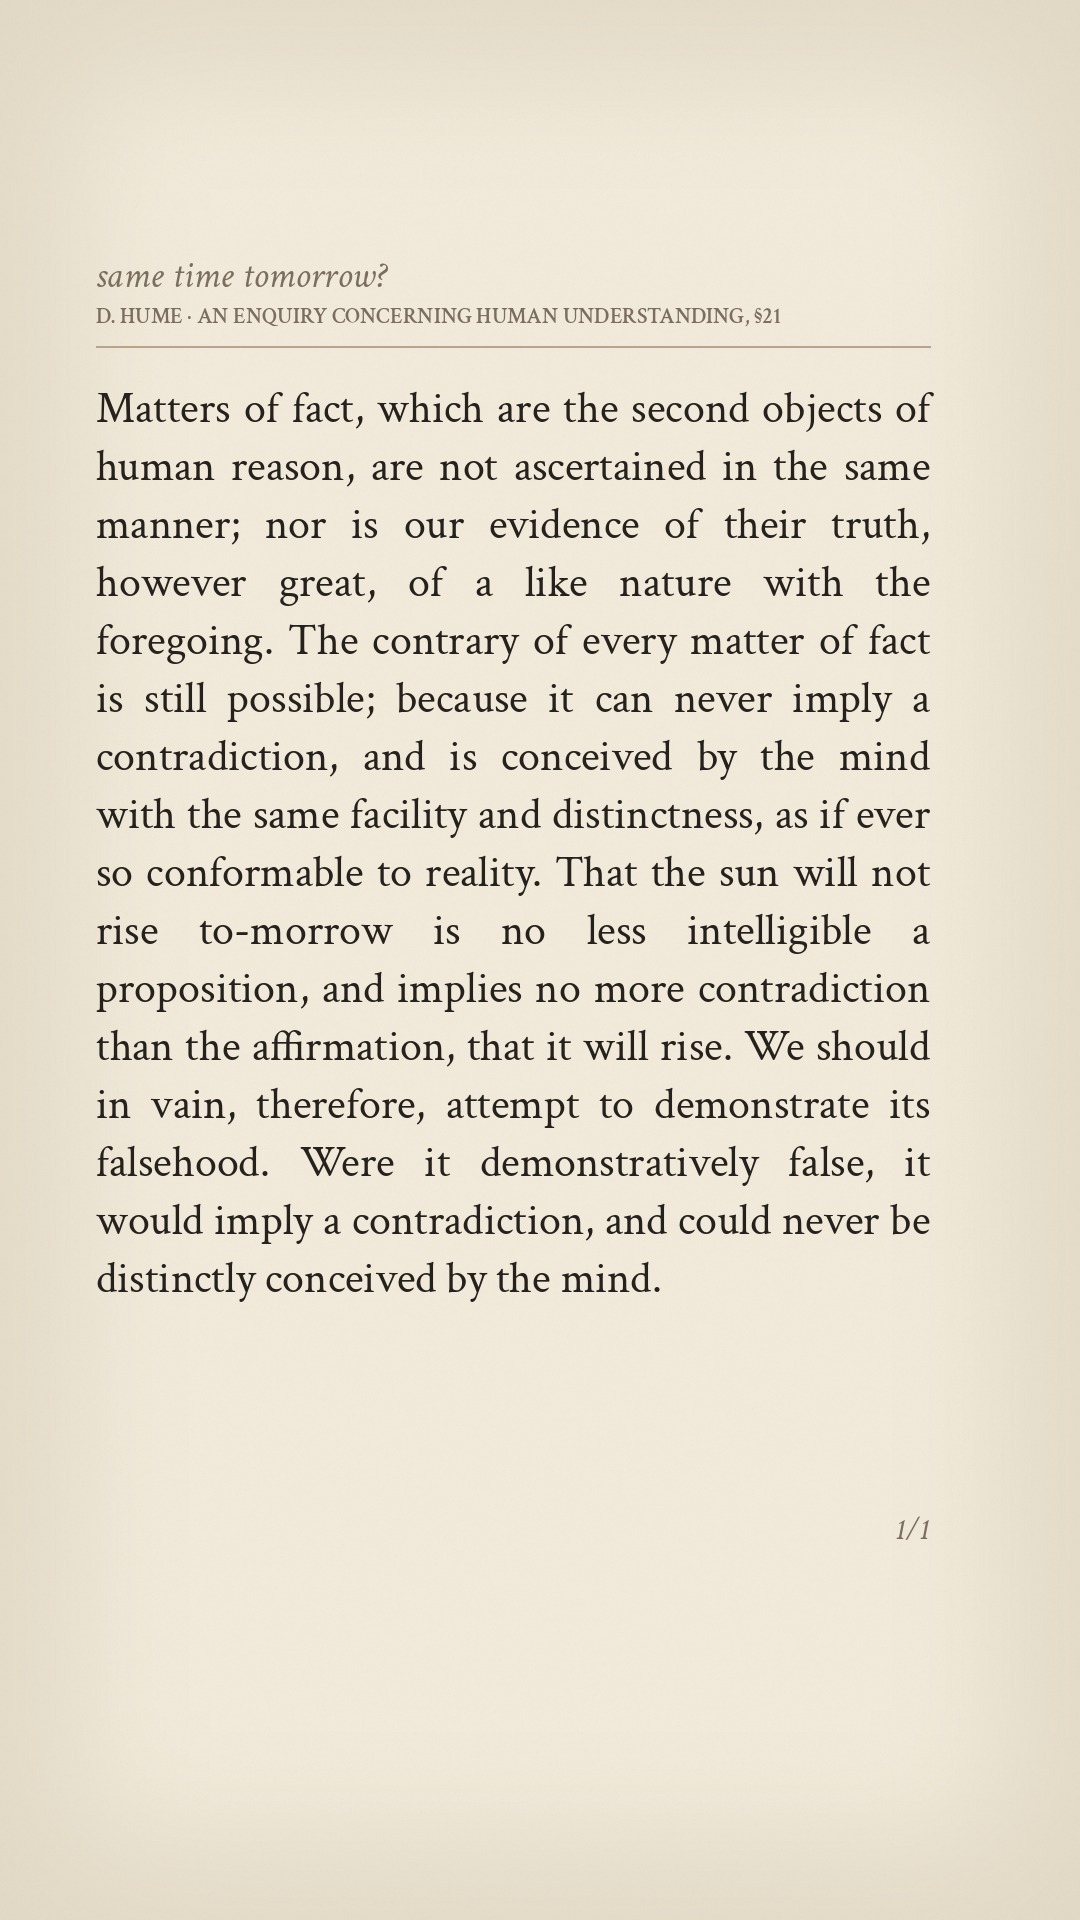 same time tomorrow?
D. HUME · AN ENQUIRY CONCERNING HUMAN UNDERSTANDING, §21
Matters of fact, which are the second objects of
human reason, are not ascertained in the same
manner; nor is our evidence of their truth,
however great, of a like nature with the
foregoing. The contrary of every matter of fact
is still possible; because it can never imply a
contradiction, and is conceived by the mind
with the same facility and distinctness, as if ever
so conformable to reality. That the sun will not
rise to-morrow is no less intelligible a
proposition, and implies no more contradiction
than the affirmation, that it will rise. We should
in vain, therefore, attempt to demonstrate its
falsehood. Were it demonstratively false, it
would imply a contradiction, and could never be
distinctly conceived by the mind.
1/1